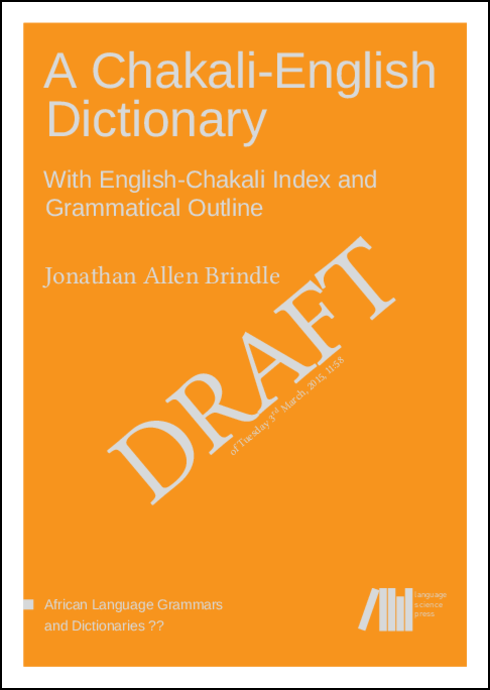 A Chakali-English
Dictionary
With English-Chakali Index and
Grammatical Outline
Jonathan Allen Brindle
DRAFT
of Tuesday 3rd March, 2015, 11:58
African Language Grammars
and Dictionaries ??
language
science
press